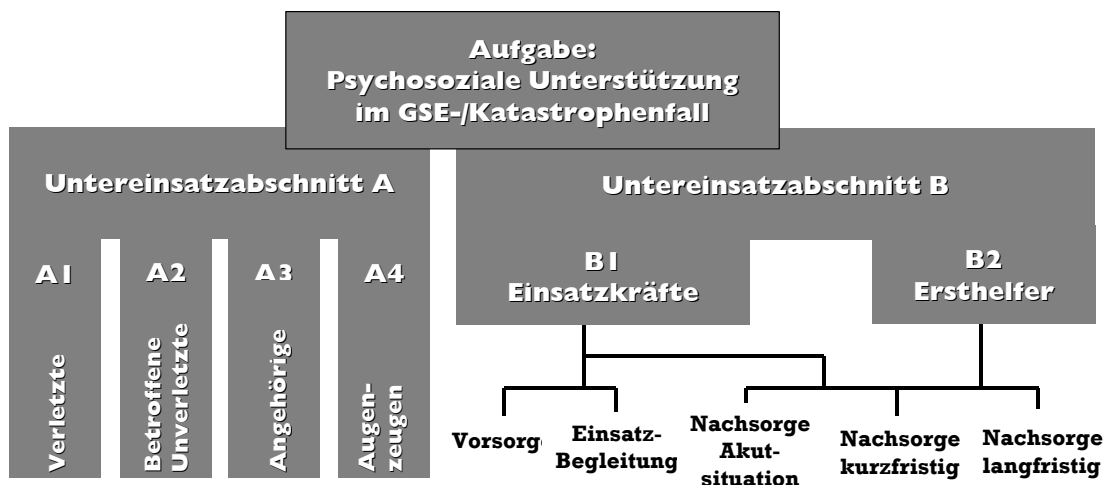 Aufgabe:
Psychosoziale Unterstützung
im GSE-/Katastrophenfall
Untereinsatzabschnitt A
Untereinsatzabschnitt B
A1
Verletzte
A2
Betroffene
Unverletzte
A3
Angehörige
A4
Augen-
zeugen
B1
Einsatzkräfte
B2
Ersthelfer
Vorsorge
Einsatz-
Begleitung
Nachsorge
Akut-
situation
Nachsorge
kurzfristig
Nachsorge
langfristig